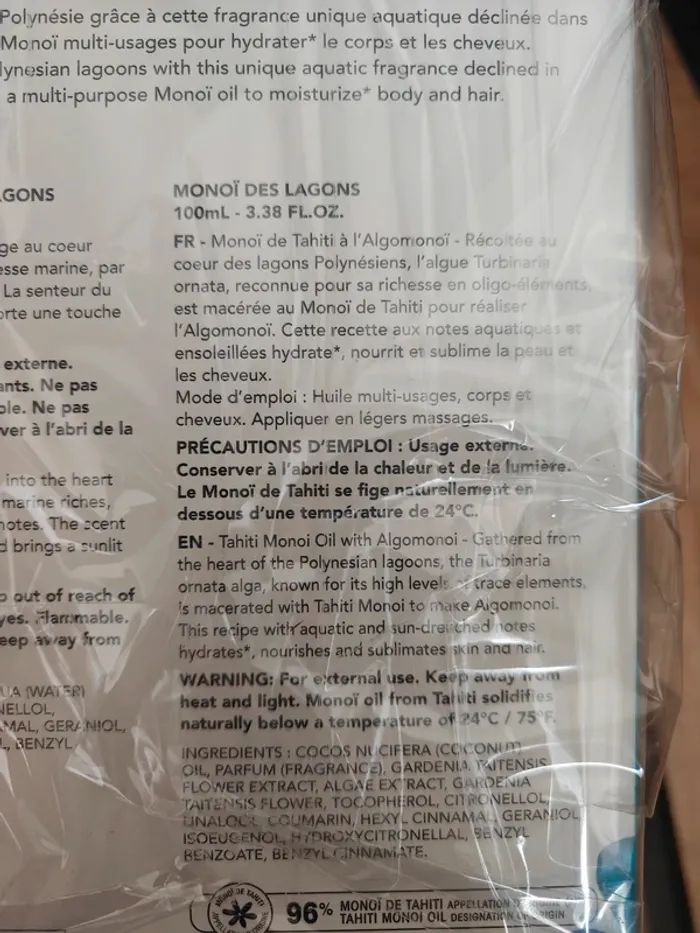 Polynésie grâce à cette fragrance unique aquatique déclinée dans
Monoï multi-usages pour hydrater* le corps et les cheveux.
lynesian lagoons with this unique aquatic fragrance declined in
a multi-purpose Monoï oil to moisturize* body and hair.
GONS
ge au coeur
esse marine, par
La senteur du
orte une touche
externe.
ants. Ne pas
ble. Ne pas
ver à l'abri de la
into the heart
marine riches,
notes. The scent
d brings a sunlit
p out of reach of
yes. Flammable.
eep away from
UA (WATER)
NELLOL,
MAL, GERANIOL,
L, BENZYL
MONOÏ DES LAGONS
100mL - 3.38 FL.OZ.
FR - Monoï de Tahiti à l'Algomonoï - Récoltée au
coeur des lagons Polynésiens, l'algue Turbinaria
ornata, reconnue pour sa richesse en oligo-éléments,
est macérée au Monoï de Tahiti pour réaliser
l'Algomonoï. Cette recette aux notes aquatiques et
ensoleillées hydrate*, nourrit et sublime la peau et
les cheveux.
Mode d'emploi : Huile multi-usages, corps et
cheveux. Appliquer en légers massages.
PRÉCAUTIONS D'EMPLOI : Usage externe.
Conserver à l'abri de la chaleur et de la lumière.
Le Monoï de Tahiti se fige naturellement en
dessous d'une température de 24°C.
EN - Tahiti Monoi Oil with Algomonoi - Gathered from
the heart of the Polynesian lagoons, the Turbinaria
ornata alga, known for its high levels of trace elements,
is macerated with Tahiti Monoi to make Algomonoi.
This recipe with aquatic and sun-drenched notes
hydrates*, nourishes and sublimates skin and hair.
WARNING: For external use. Keep away from
heat and light. Monoï oil from Tahiti solidifies
naturally below a temperature of 24°C / 75°F.
INGREDIENTS : COCOS NUCIFERA (COCONUT)
OIL, PARFUM (FRAGRANCE), GARDENIA TAITENSIS
FLOWER EXTRACT, ALGAE EXTRACT, GARDENIA
TAITENSIS FLOWER, TOCOPHEROL, CITRONELLOL,
LINALOOL, COUMARIN, HEXYL CINNAMAL, GERANIOL,
ISOEUGENOL, HYDROXYCITRONELLAL, BENZYL
BENZOATE, BENZYL CINNAMATE.
MONOÏ DE TAHITI
96% MONOÏ DE TAHITI APPELLATION
TAHITI MONOI OIL DESIGNATION OF ORIGIN